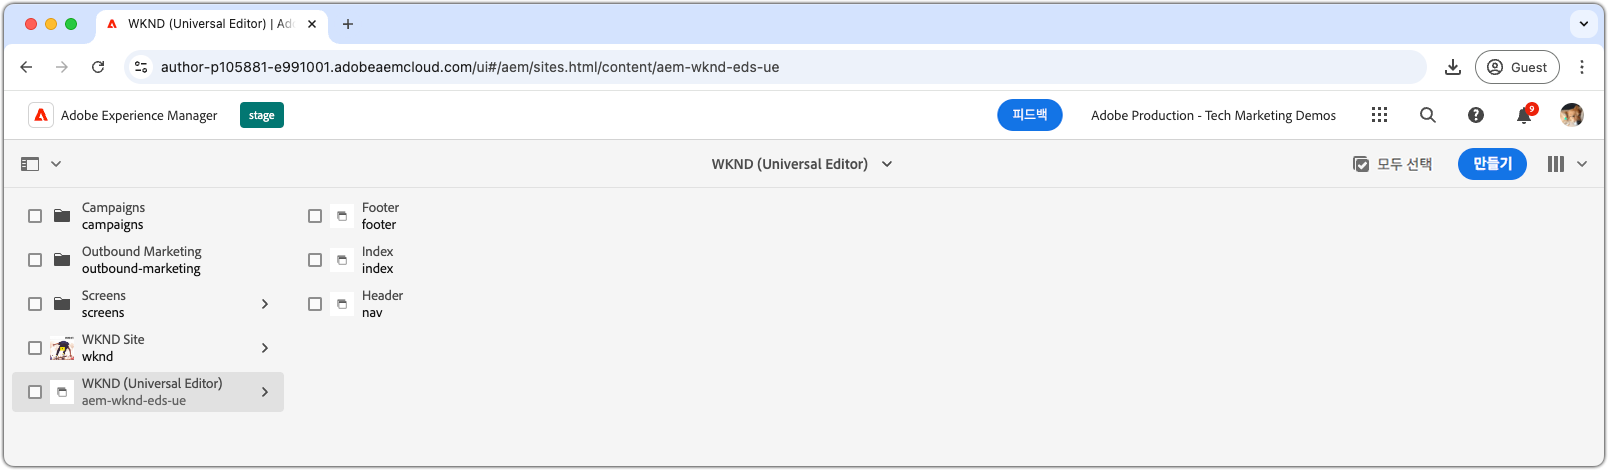 WKND (Universal Editor) | Ado
author-p105881-e991001.adobeaemcloud.com/ui#/aem/sites.html/content/aem-wknd-eds-ue
Guest
Adobe Experience Manager
stage
피드백
Adobe Production - Tech Marketing Demos
9
WKND (Universal Editor)
모두 선택
만들기
Campaigns
campaigns
Outbound Marketing
outbound-marketing
Screens
screens
WKND Site
wknd
WKND (Universal Editor)
aem-wknd-eds-ue
Footer
footer
Index
index
Header
nav